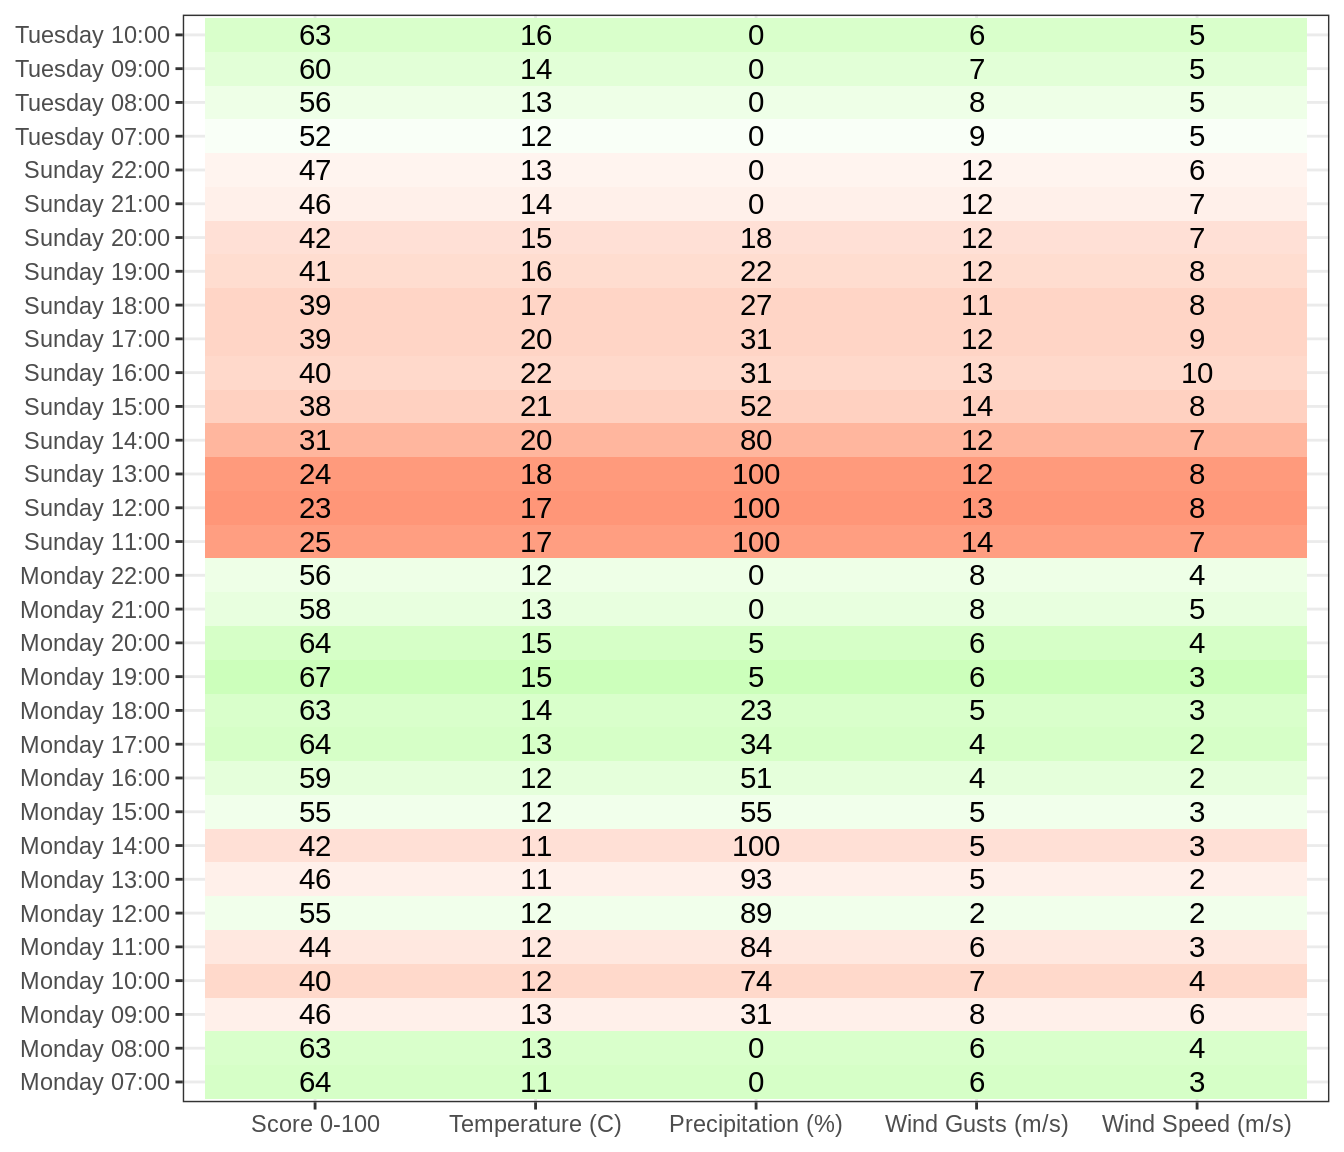 Tuesday 10:00 63 16 0 6 5
Tuesday 09:00 60 14 0 7 5
Tuesday 08:00 56 13 0 8 5
Tuesday 07:00 52 12 0 9 5
Sunday 22:00 47 13 0 12 6
Sunday 21:00 46 14 0 12 7
Sunday 20:00 42 15 18 12 7
Sunday 19:00 41 16 22 12 8
Sunday 18:00 39 17 27 11 8
Sunday 17:00 39 20 31 12 9
Sunday 16:00 40 22 31 13 10
Sunday 15:00 38 21 52 14 8
Sunday 14:00 31 20 80 12 7
Sunday 13:00 24 18 100 12 8
Sunday 12:00 23 17 100 13 8
Sunday 11:00 25 17 100 14 7
Monday 22:00 56 12 0 8 4
Monday 21:00 58 13 0 8 5
Monday 20:00 64 15 5 6 4
Monday 19:00 67 15 5 6 3
Monday 18:00 63 14 23 5 3
Monday 17:00 64 13 34 4 2
Monday 16:00 59 12 51 4 2
Monday 15:00 55 12 55 5 3
Monday 14:00 42 11 100 5 3
Monday 13:00 46 11 93 5 2
Monday 12:00 55 12 89 2 2
Monday 11:00 44 12 84 6 3
Monday 10:00 40 12 74 7 4
Monday 09:00 46 13 31 8 6
Monday 08:00 63 13 0 6 4
Monday 07:00 64 11 0 6 3
Score 0-100 Temperature (C) Precipitation (%) Wind Gusts (m/s) Wind Speed (m/s)